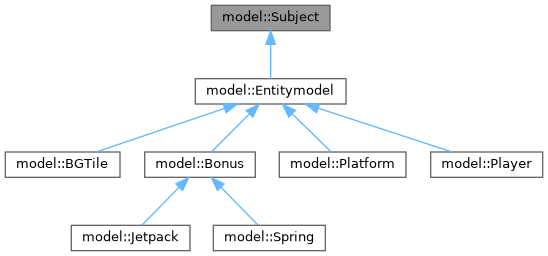 model::Subject
model::Entitymodel
model::BGTile
model::Bonus
model::Platform
model::Player
model::Jetpack
model::Spring